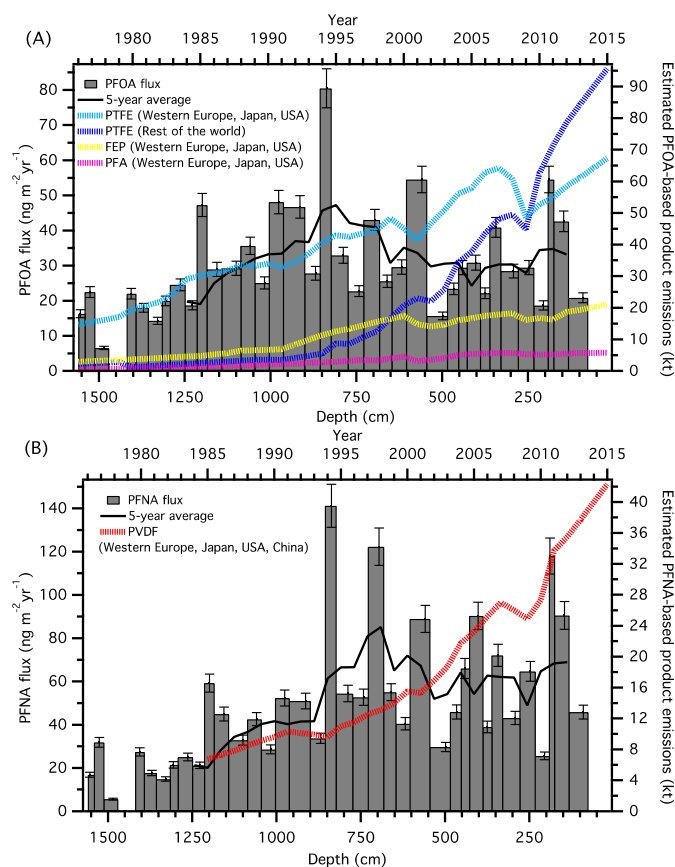 Year
(A)
1980 1985 1990 1995 2000 2005 2010 2015
PFOA flux
5-year average
PTFE (Western Europe, Japan, USA)
PTFE (Rest of the world)
FEP (Western Europe, Japan, USA)
PFA (Western Europe, Japan, USA)
PFOA flux (ng m⁻² yr⁻¹)
80
70
60
50
40
30
20
10
0
90
80
70
60
50
40
30
20
10
0
Estimated PFOA-based product emissions (kt)
1500 1250 1000 750 500 250
Depth (cm)
(B)
Year
1980 1985 1990 1995 2000 2005 2010 2015
PFNA flux
5-year average
PVDF
(Western Europe, Japan, USA, China)
PFNA flux (ng m⁻² yr⁻¹)
140
120
100
80
60
40
20
0
40
36
32
28
24
20
16
12
8
4
0
Estimated PFNA-based product emissions (kt)
1500 1250 1000 750 500 250
Depth (cm)